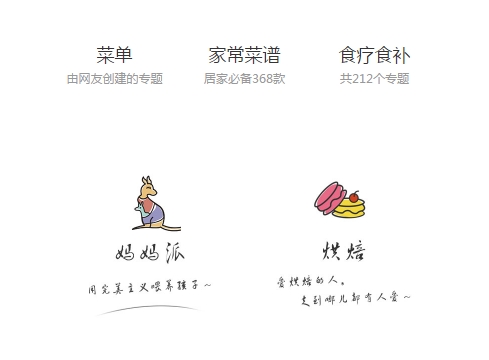 菜单 家常菜谱 食疗食补
由网友创建的专题 居家必备368款 共212个专题
妈妈派 烘焙
用完美主义喂养孩子~
爱烘焙的人。
走到哪儿都有人爱~